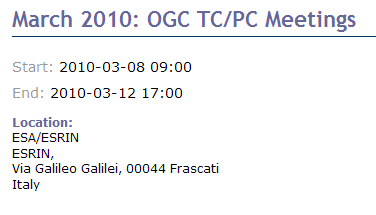 March 2010: OGC TC/PC Meetings
Start: 2010-03-08 09:00
End: 2010-03-12 17:00
Location:
ESA/ESRIN
ESRIN,
Via Galileo Galilei, 00044 Frascati
Italy